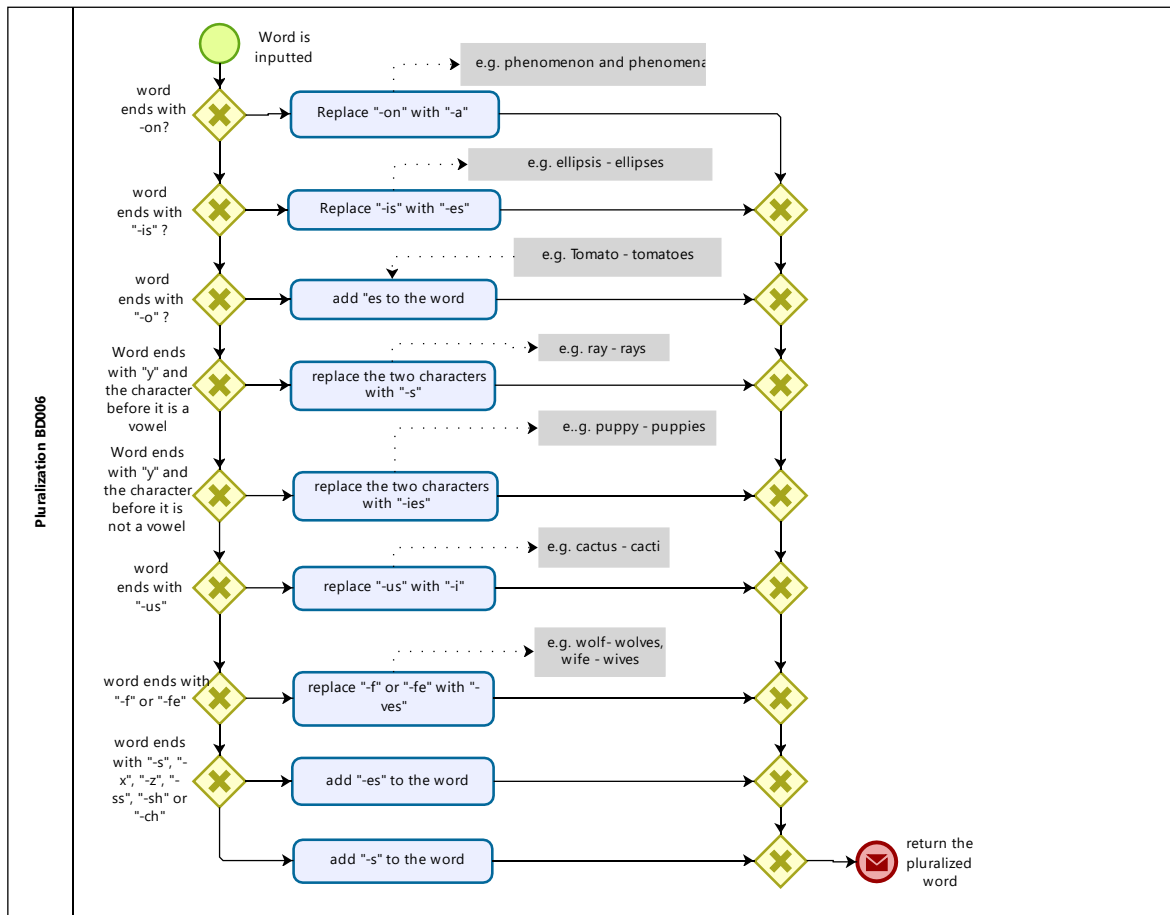 Pluralization BD006
Word is
inputted
e.g. phenomenon and phenomena
word
ends with
-on?
Replace "-on" with "-a"
e.g. ellipsis - ellipses
word
ends with
"-is" ?
Replace "-is" with "-es"
e.g. Tomato - tomatoes
word
ends with
"-o" ?
add "es to the word
e.g. ray - rays
Word ends
with "y" and
the character
before it is a
vowel
replace the two characters
with "-s"
e..g. puppy - puppies
Word ends
with "y" and
the character
before it is
not a vowel
replace the two characters
with "-ies"
e.g. cactus - cacti
word
ends with
"-us"
replace "-us" with "-i"
e.g. wolf- wolves,
wife - wives
word ends with
"-f" or "-fe"
replace "-f" or "-fe" with "-
ves"
word ends
with "-s", "-
x", "-z", "-
ss", "-sh" or
"-ch"
add "-es" to the word
add "-s" to the word
return the
pluralized
word